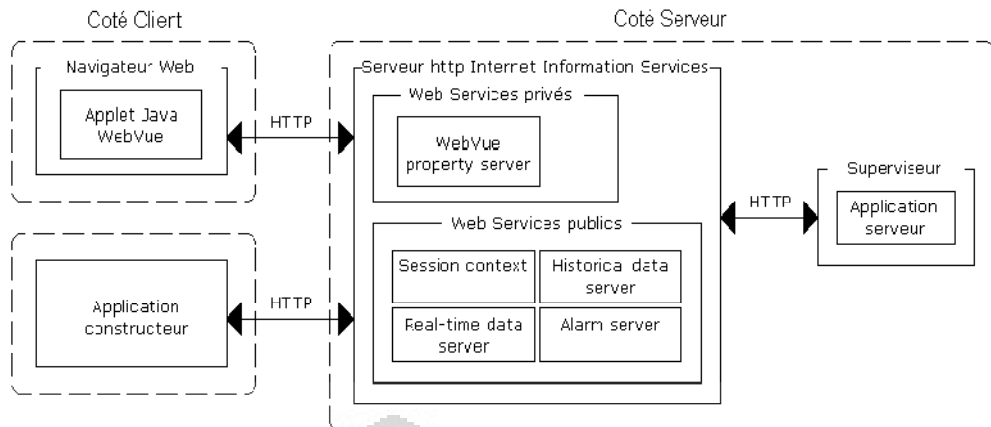 Coté Client
Coté Serveur
Navigateur Web
Applet Java
WebVue
HTTP
Application
constructeur
HTTP
Serveur http Internet Information Services
Web Services privés
WebVue
property server
Web Services publics
Session context
Historical data
server
Real-time data
server
Alarm server
HTTP
Superviseur
Application
serveur